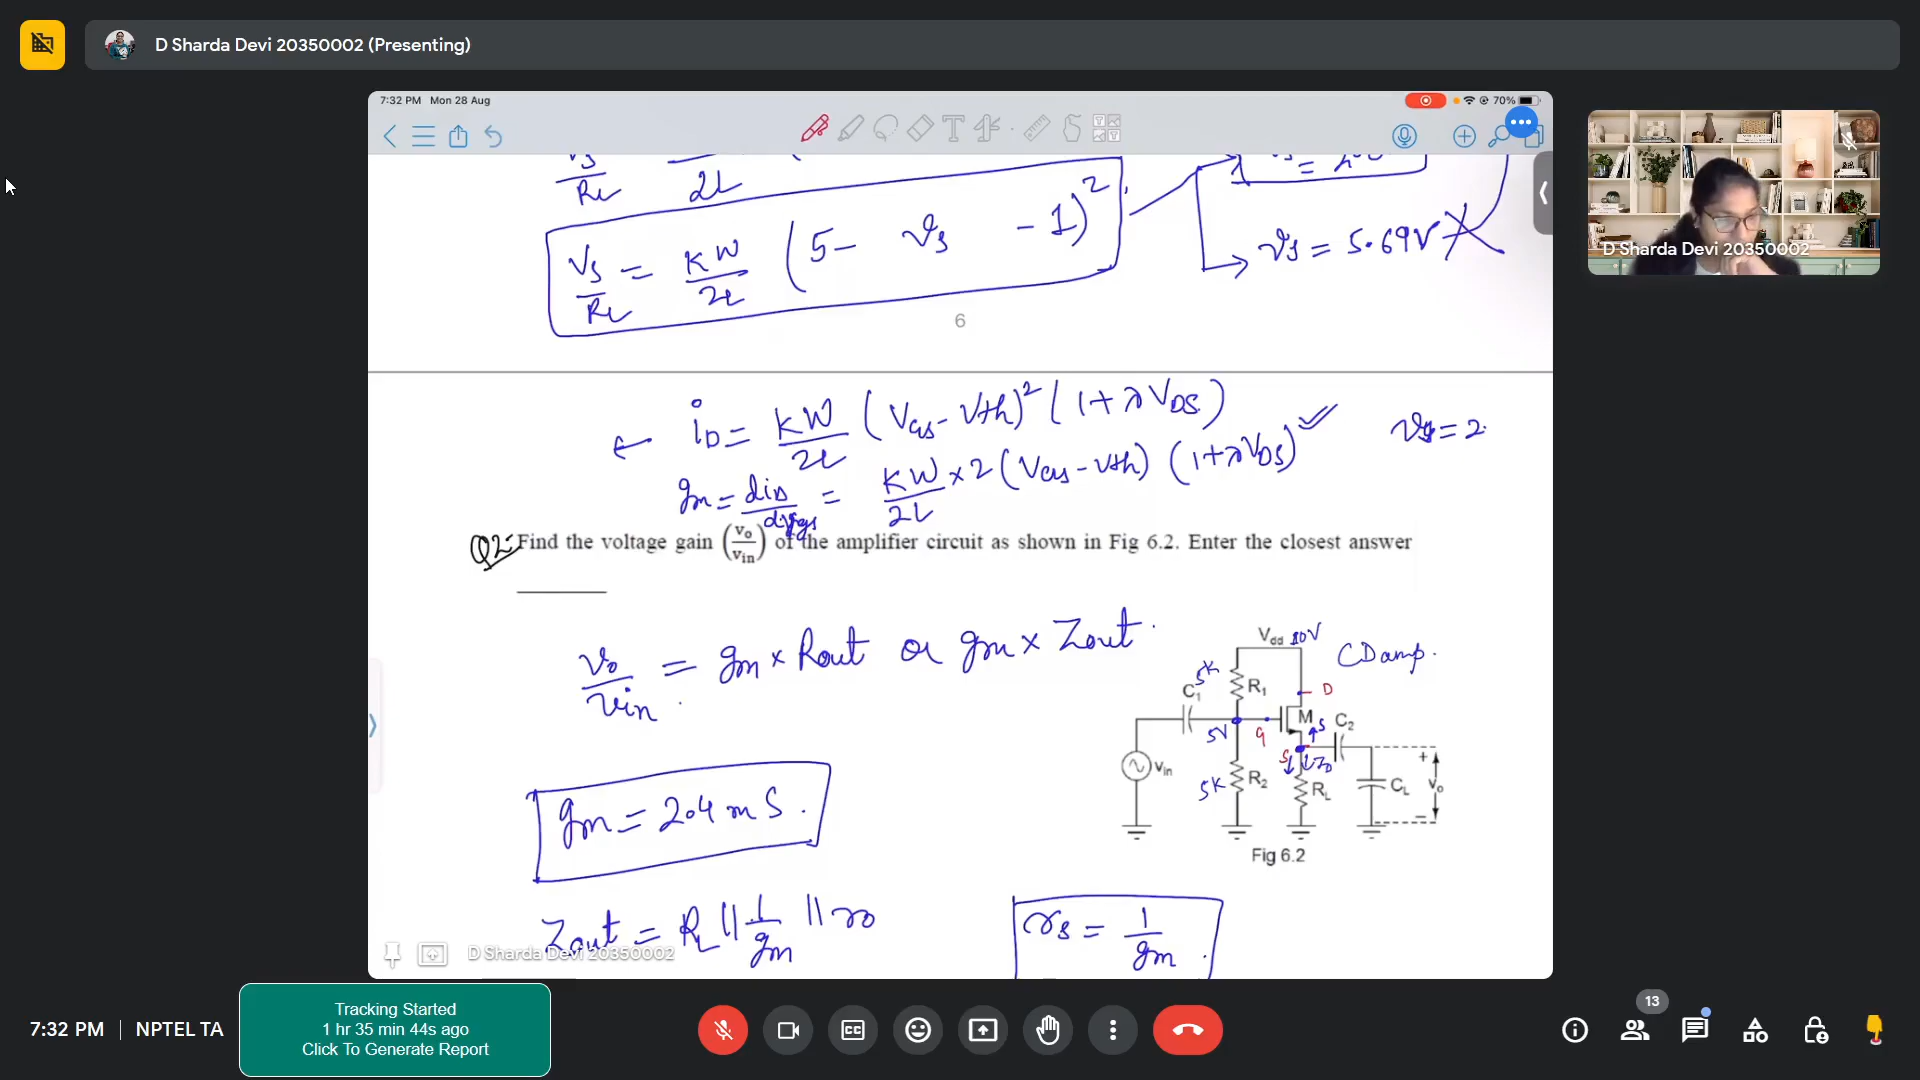 D Sharda Devi 20350002 (Presenting)
7:32 PM Mon 28 Aug
70%
Vs/RL 2L
Vs/RL = KW/2L (5 - vs - 1)²
vs = 5.69V
D Sharda Devi 20350002
6
iD = KW/2L (VGS - Vth)² (1 + λVDS)
gm = diD/dvgs = KW/2L × 2 (VGS - Vth) (1 + λVDS)
Q2: Find the voltage gain (vo/vin) of the amplifier circuit as shown in Fig 6.2. Enter the closest answer
vo/vin = gm × Rout or gm × Zout
Vdd 10V
CD amp.
5K
C1
R1
D
M
C2
5V
G
S
Vin
5K
R2
RL
CL
+
Vo
-
Fig 6.2
gm = 2.4 mS.
Zout = RL || 1/gm || ro
rs = 1/gm
D Sharda Devi 20350002
7:32 PM | NPTEL TA
Tracking Started
1 hr 35 min 44s ago
Click To Generate Report
CC
13